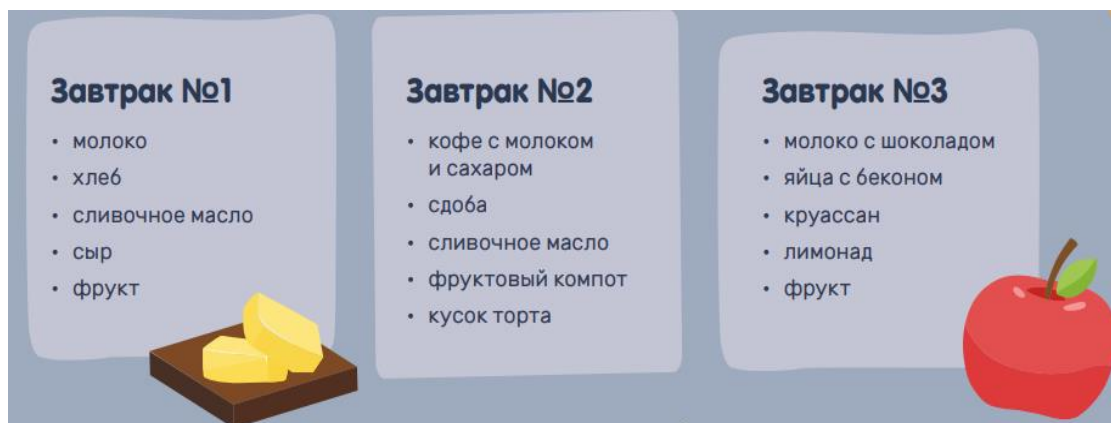 Завтрак №1
• молоко
• хлеб
• сливочное масло
• сыр
• фрукт
Завтрак №2
• кофе с молоком
и сахаром
• сдоба
• сливочное масло
• фруктовый компот
• кусок торта
Завтрак №3
• молоко с шоколадом
• яйца с беконом
• круассан
• лимонад
• фрукт